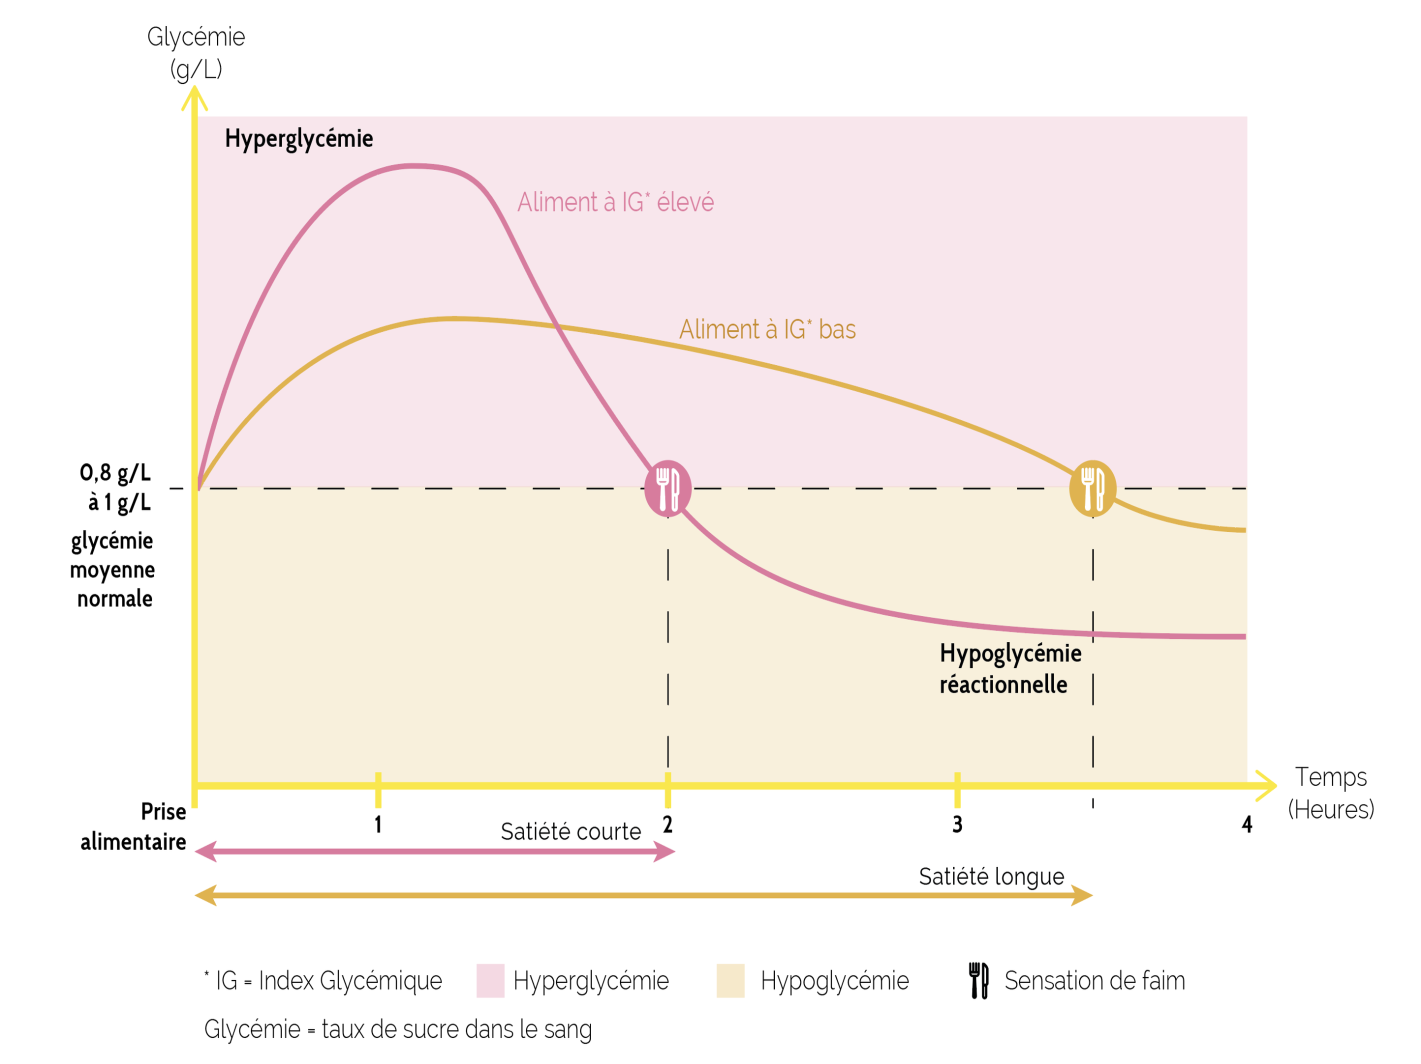 Glycémie
(g/L)
Hyperglycémie
Aliment à IG* élevé
Aliment à IG* bas
0,8 g/L
à 1 g/L
glycémie
moyenne
normale
Hypoglycémie
réactionnelle
Temps
(Heures)
Prise
alimentaire
1
2
3
4
Satiété courte
Satiété longue
* IG = Index Glycémique
Hyperglycémie
Hypoglycémie
Sensation de faim
Glycémie = taux de sucre dans le sang